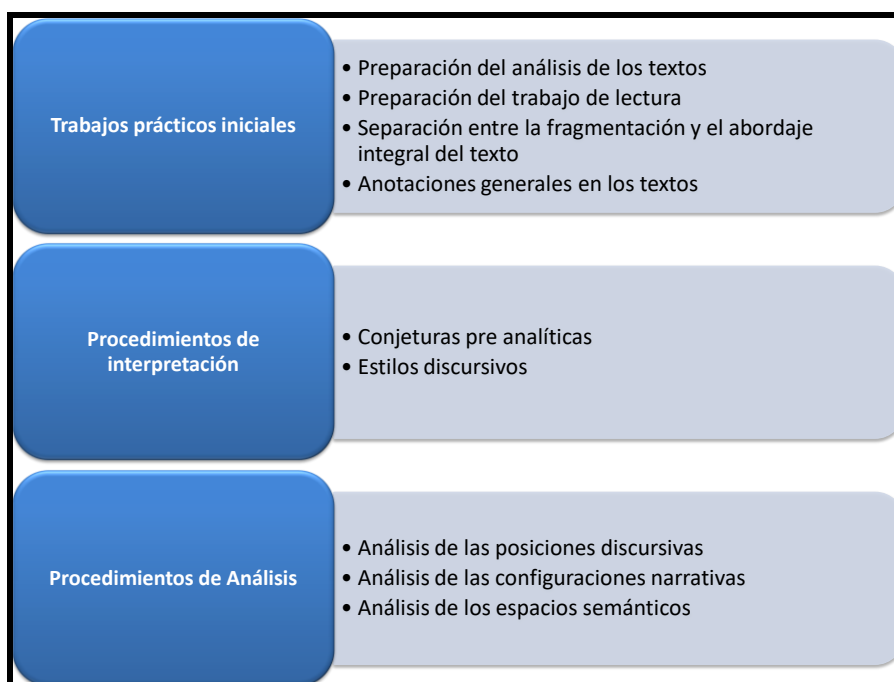 Trabajos prácticos iniciales
• Preparación del análisis de los textos
• Preparación del trabajo de lectura
• Separación entre la fragmentación y el abordaje
integral del texto
• Anotaciones generales en los textos
Procedimientos de
interpretación
• Conjeturas pre analíticas
• Estilos discursivos
Procedimientos de Análisis
• Análisis de las posiciones discursivas
• Análisis de las configuraciones narrativas
• Análisis de los espacios semánticos